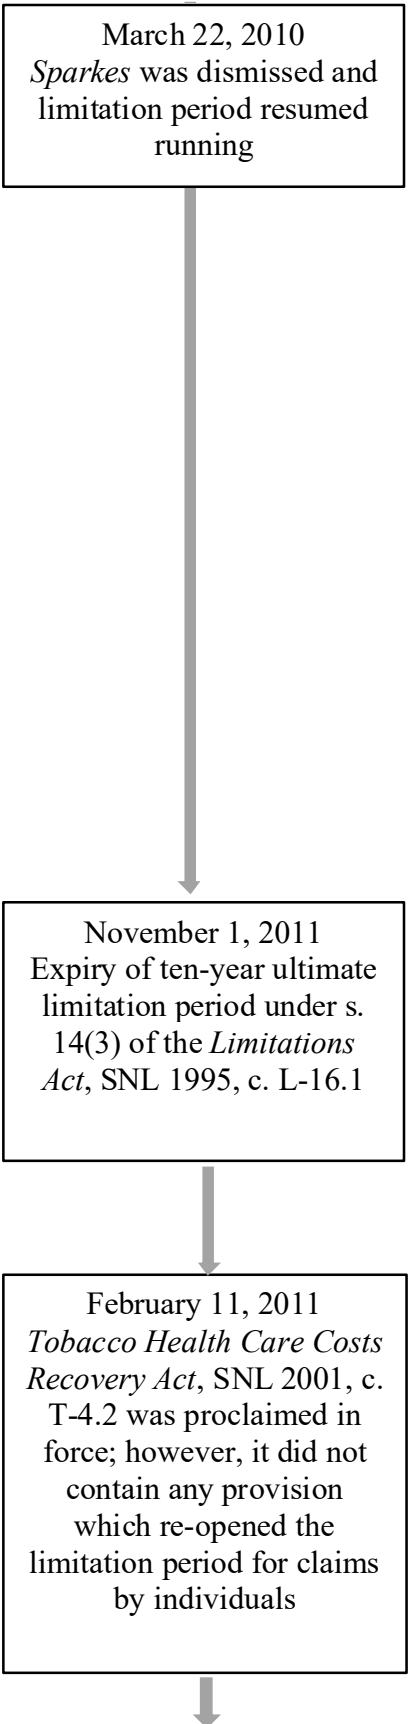 March 22, 2010
Sparkes was dismissed and
limitation period resumed
running
November 1, 2011
Expiry of ten-year ultimate
limitation period under s.
14(3) of the Limitations
Act, SNL 1995, c. L-16.1
February 11, 2011
Tobacco Health Care Costs
Recovery Act, SNL 2001, c.
T-4.2 was proclaimed in
force; however, it did not
contain any provision
which re-opened the
limitation period for claims
by individuals